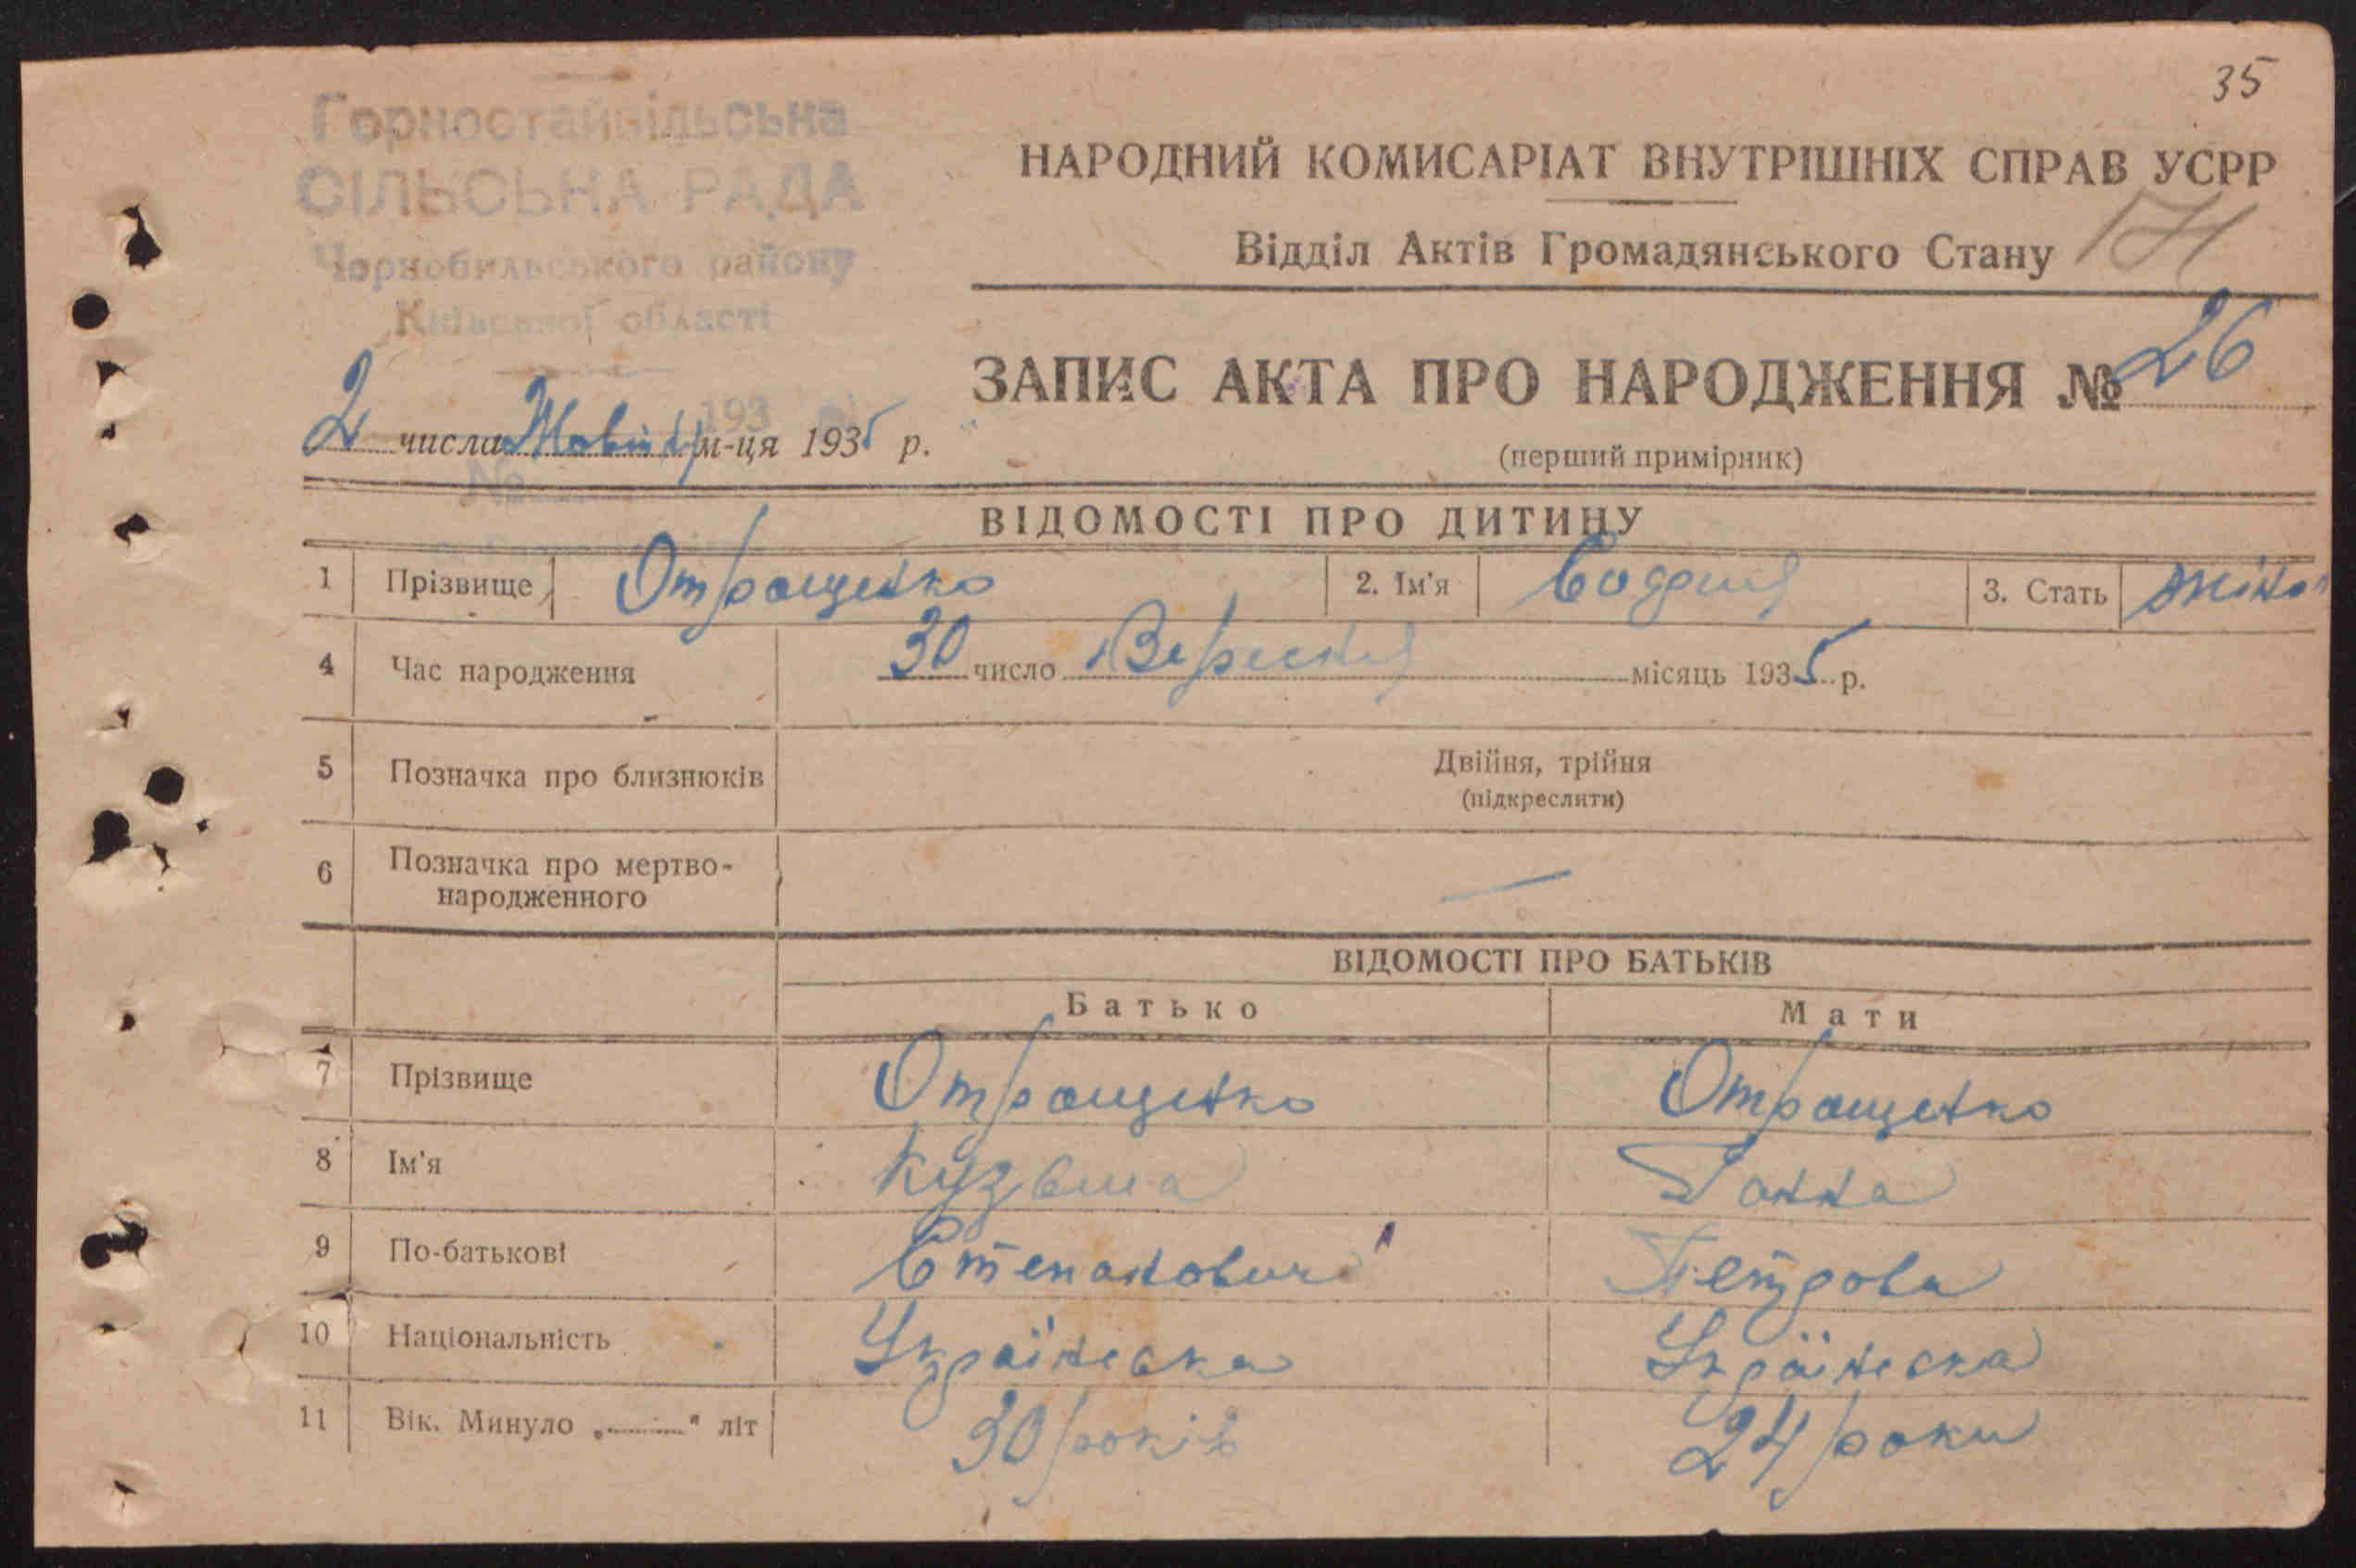 35
Горностайпільська
СІЛЬСЬКА РАДА
Чорнобильського району
Київської області
193
№
НАРОДНИЙ КОМИСАРІАТ ВНУТРІШНІХ СПРАВ УСРР
Відділ Актів Громадянського Стану
ЗАПИС АКТА ПРО НАРОДЖЕННЯ № 26
(перший примірник)
2 числа м-ця 1935 р.
ВІДОМОСТІ ПРО ДИТИНУ
1 Прізвище Отрощенко 2. Ім'я Софія 3. Стать жіноч
4 Час народження 30 число Вересня місяць 1935 р.
5 Позначка про близнюків Двійня, трійня
(підкреслити)
6 Позначка про мертво-
народженного —
ВІДОМОСТІ ПРО БАТЬКІВ
Батько Мати
7 Прізвище Отрощенко Отрощенко
8 Ім'я Кузьма Ганна
9 По-батькові Степанович Петрова
10 Національність Українська Українська
11 Вік. Минуло „......" літ 30 років 24 роки